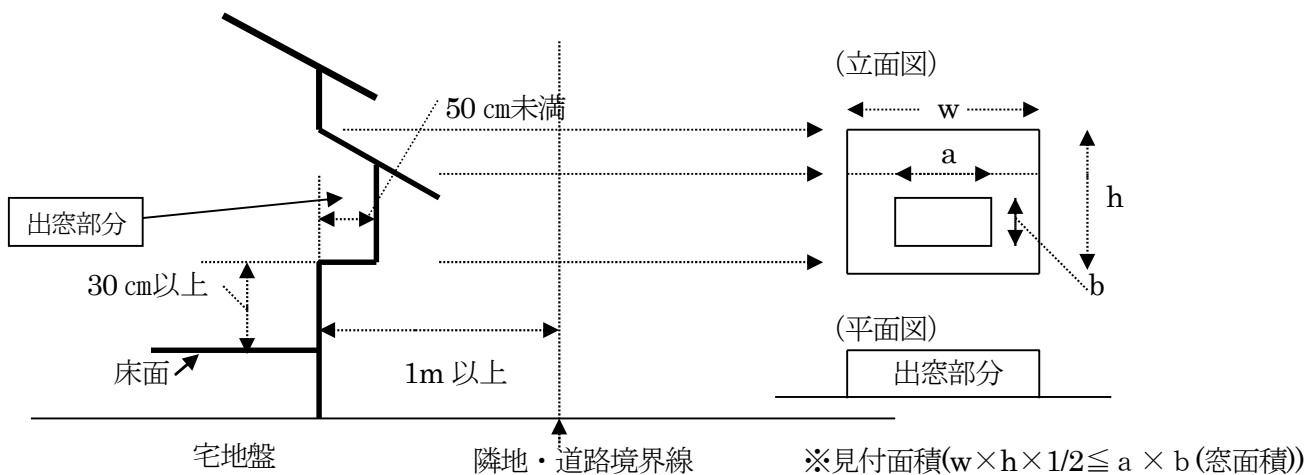 (立面図)
w
50 ㎝未満
a
h
出窓部分
30 ㎝以上
b
(平面図)
床面
1m 以上
出窓部分
宅地盤
隣地・道路境界線
※見付面積(w×h×1/2≦ a × b (窓面積))